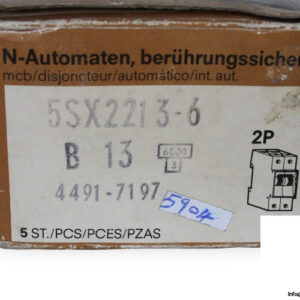 N-Automaten, berührungssicher
mcb/disjoncteur/automático/int. aut.
5SX2213-6
2P
B 13
6000
3
4491-7197
5904
5 ST./PCS/PCES/PZAS